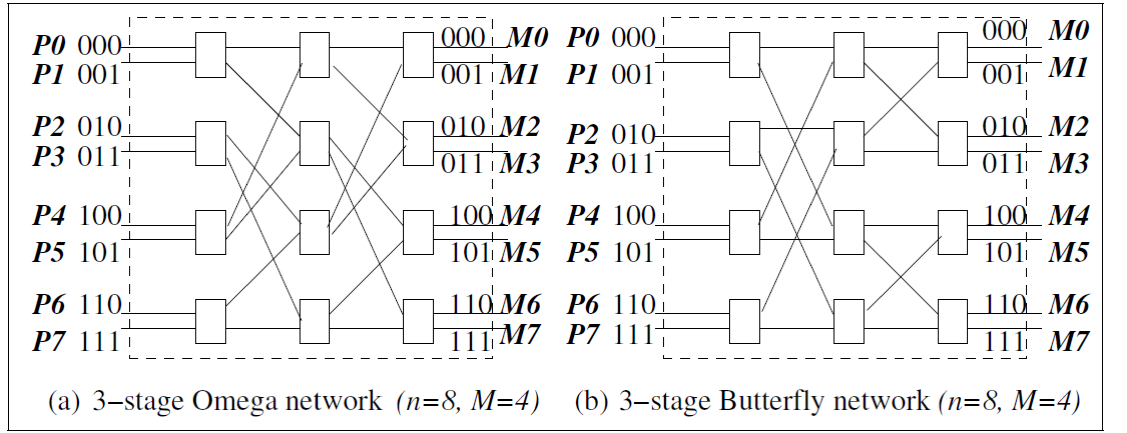 P0 000 000 M0 P0 000 000 M0
P1 001 001 M1 P1 001 001 M1
P2 010 010 M2 P2 010 010 M2
P3 011 011 M3 P3 011 011 M3
P4 100 100 M4 P4 100 100 M4
P5 101 101 M5 P5 101 101 M5
P6 110 110 M6 P6 110 110 M6
P7 111 111 M7 P7 111 111 M7
(a) 3−stage Omega network (n=8, M=4) (b) 3−stage Butterfly network (n=8, M=4)